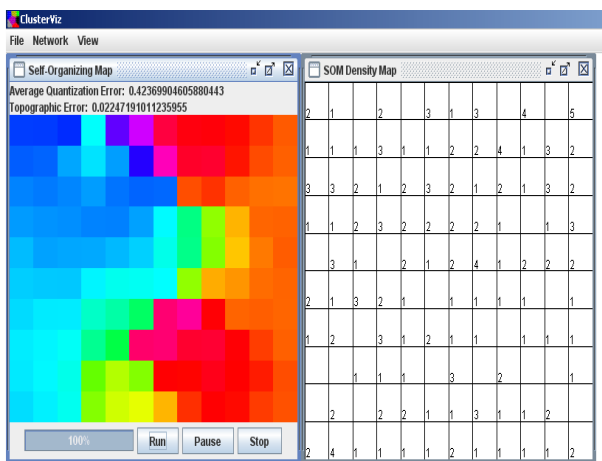 ClusterViz
File Network View
Self-Organizing Map
Average Quantization Error: 0.42369904605880443
Topographic Error: 0.02247191011235955
100% Run Pause Stop
SOM Density Map
2 1 2 3 1 3 4 5
1 1 1 3 1 1 2 2 4 1 3 2
3 3 2 1 2 3 2 1 2 1 3 2
1 1 2 3 2 2 2 2 1 1 3
3 1 2 1 2 4 1 2 2 2
2 1 3 2 1 1 1 1 1 1
1 2 3 1 2 1 1 1 1 1
1 1 1 3 2 1
2 2 2 1 1 3 1 1 2
2 4 1 1 1 1 2 1 1 1 1 2